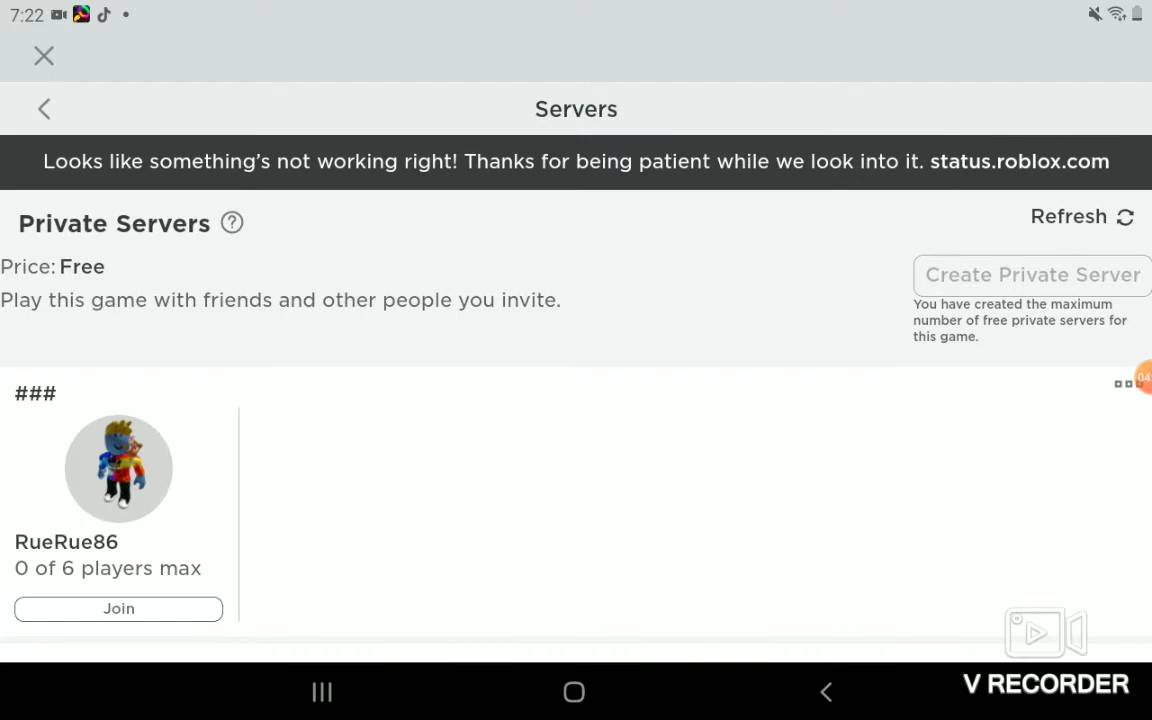 7:22
Servers
Looks like something's not working right! Thanks for being patient while we look into it. status.roblox.com
Private Servers
Refresh
Price: Free
Create Private Server
Play this game with friends and other people you invite.
You have created the maximum
number of free private servers for
this game.
###
RueRue86
0 of 6 players max
Join
V RECORDER